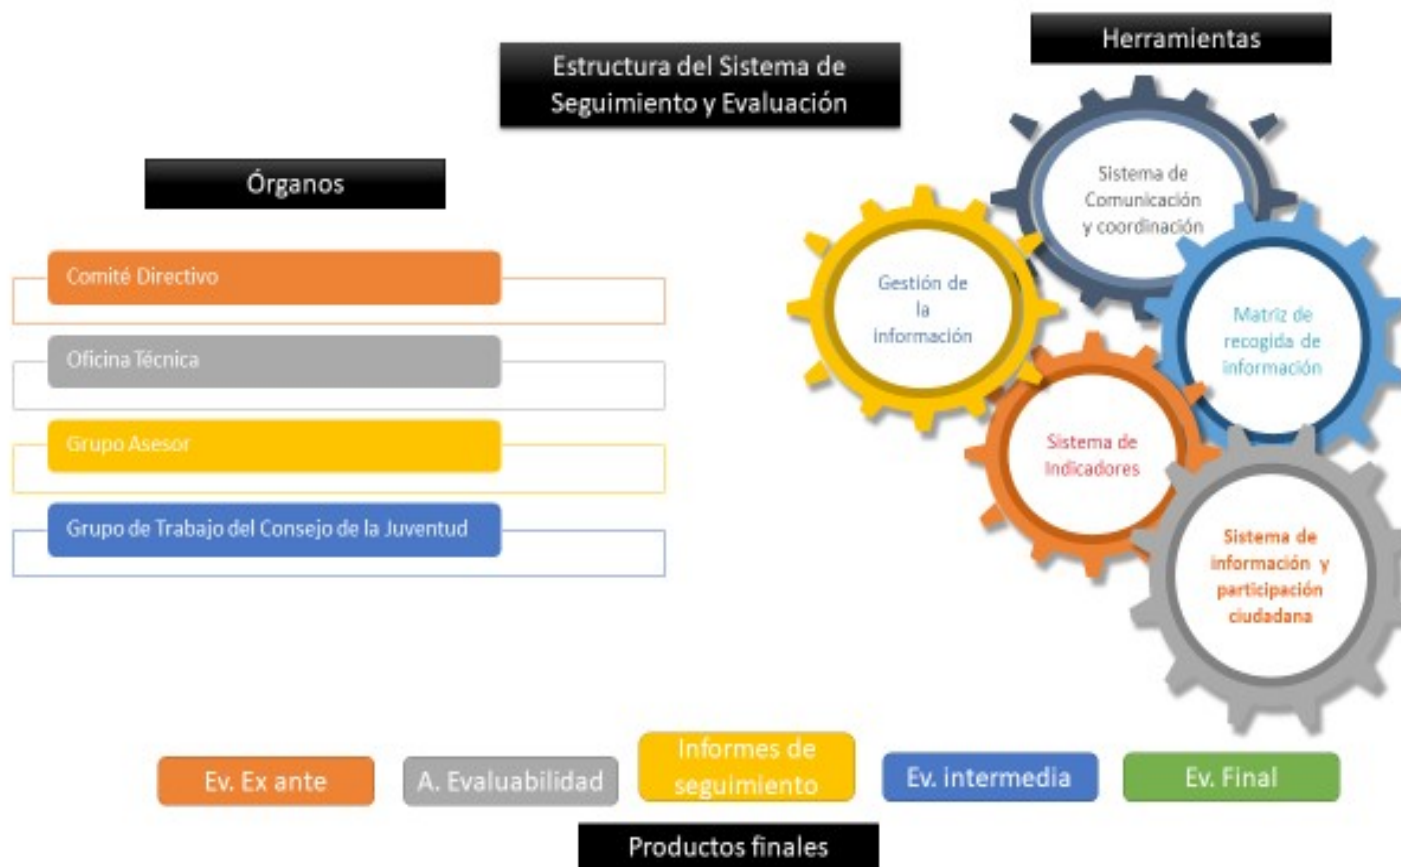 Herramientas
Estructura del Sistema de
Seguimiento y Evaluación
Órganos
Comité Directivo
Oficina Técnica
Grupo Asesor
Grupo de Trabajo del Consejo de la Juventud
Sistema de
Comunicación
y coordinación
Gestión de
la
información
Matriz de
recogida de
información
Sistema de
Indicadores
Sistema de
información y
participación
ciudadana
Ev. Ex ante
A. Evaluabilidad
Informes de
seguimiento
Ev. intermedia
Ev. Final
Productos finales